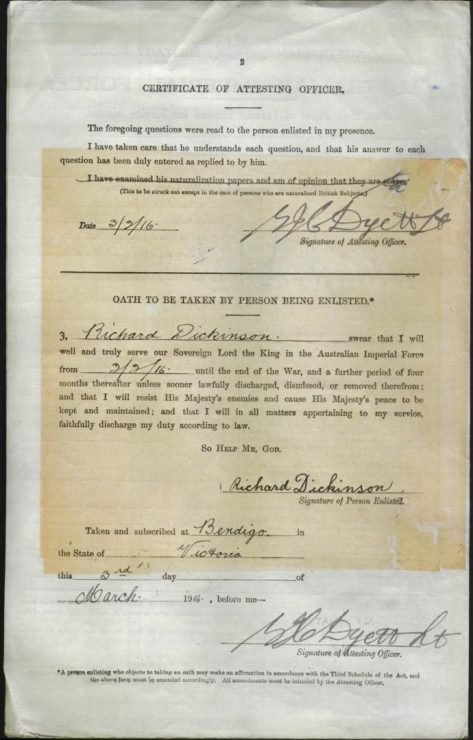 2
CERTIFICATE OF ATTESTING OFFICER.
The foregoing questions were read to the person enlisted in my presence.
I have taken care that he understands each question, and that his answer to each
question has been duly entered as replied to by him.
I have examined his naturalization papers and am of opinion that they are
(This to be struck out except in the case of persons who are naturalized British Subjects.)
Date 3/2/16.
Dyett Lt
Signature of Attesting Officer.
OATH TO BE TAKEN BY PERSON BEING ENLISTED.*
3, Richard Dickinson. swear that I will
well and truly serve our Sovereign Lord the King in the Australian Imperial Force
from 2/2/16. until the end of the War, and a further period of four
months thereafter unless sooner lawfully discharged, dismissed, or removed therefrom;
and that I will resist His Majesty's enemies and cause His Majesty's peace to be
kept and maintained; and that I will in all matters appertaining to my service,
faithfully discharge my duty according to law.
SO HELP ME, GOD.
Richard Dickinson.
Signature of Person Enlisted.
Taken and subscribed at Bendigo. in
the State of Victoria
this 3rd day of
March. 1916., before me—
Dyett Lt
Signature of Attesting Officer.
*A person enlisting who objects to taking an oath may make an affirmation in accordance with the Third Schedule of the Act, and
the above form must be amended accordingly. All amendments must be initialed by the Attesting Officer.